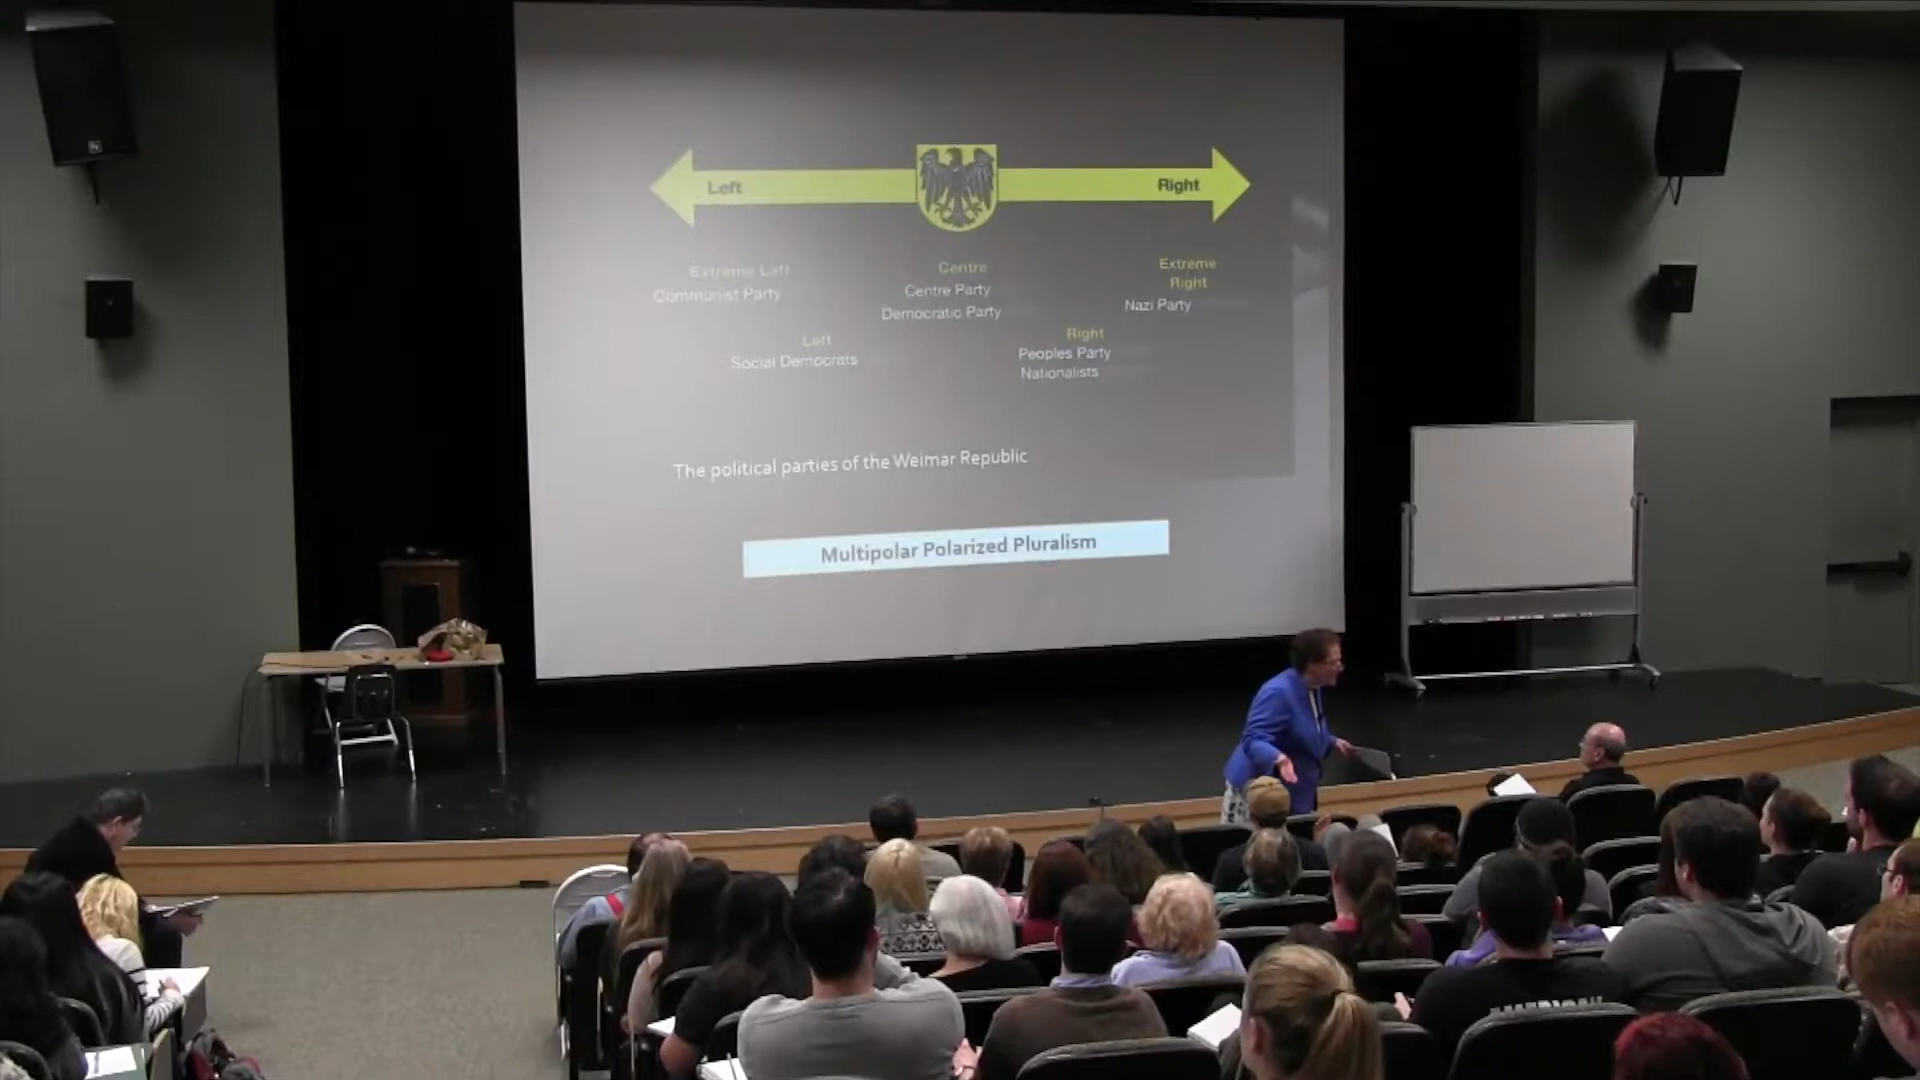 Left
Right
Extreme Left
Communist Party
Left
Social Democrats
Centre
Centre Party
Democratic Party
Right
Peoples Party
Nationalists
Extreme
Right
Nazi Party
The political parties of the Weimar Republic
Multipolar Polarized Pluralism
AMERICAN